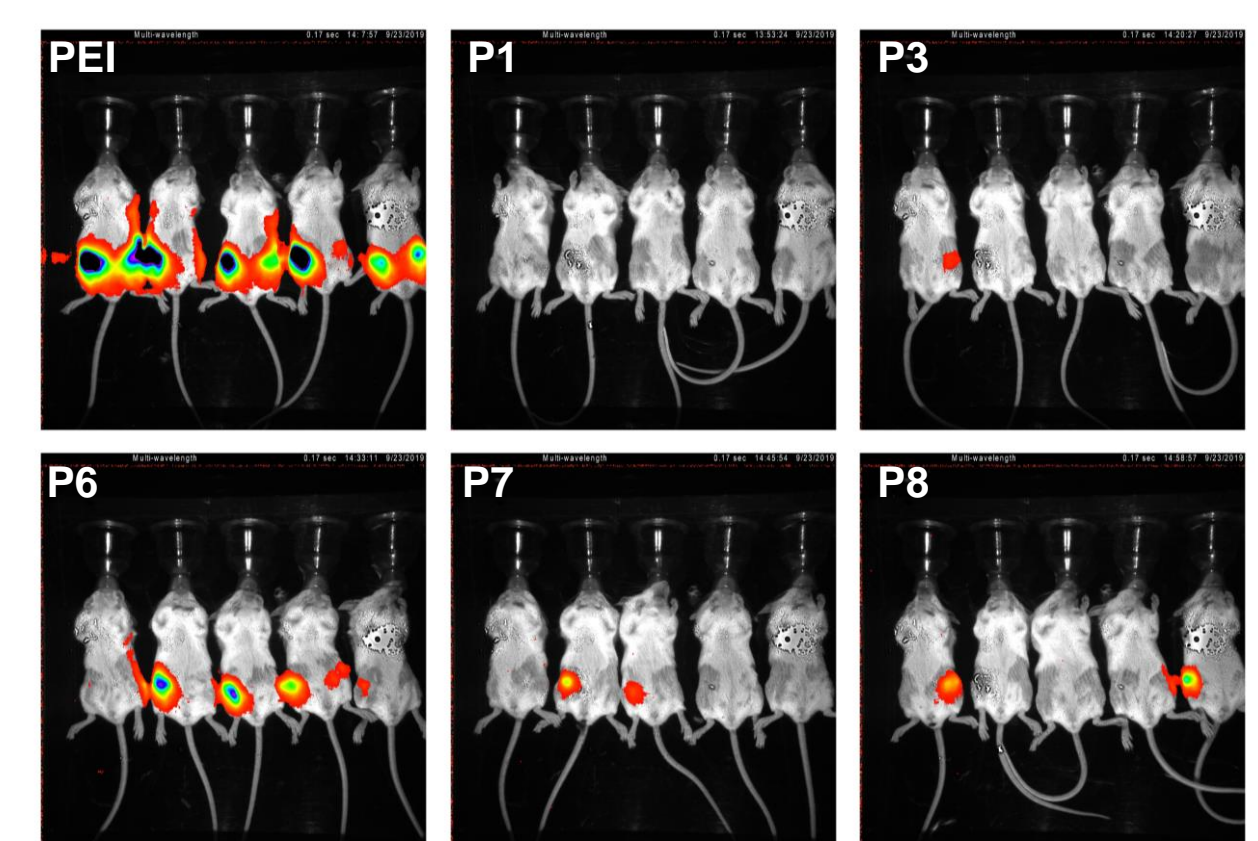 Multi-wavelength 0.17 sec 14:7:57 9/23/2019
PEI
Multi-wavelength 0.17 sec 13:53:24 9/23/2019
P1
Multi-wavelength 0.17 sec 14:20:27 9/23/2019
P3
Multi-wavelength 0.17 sec 14:33:11 9/23/2019
P6
Multi-wavelength 0.17 sec 14:45:54 9/23/2019
P7
Multi-wavelength 0.17 sec 14:58:57 9/23/2019
P8